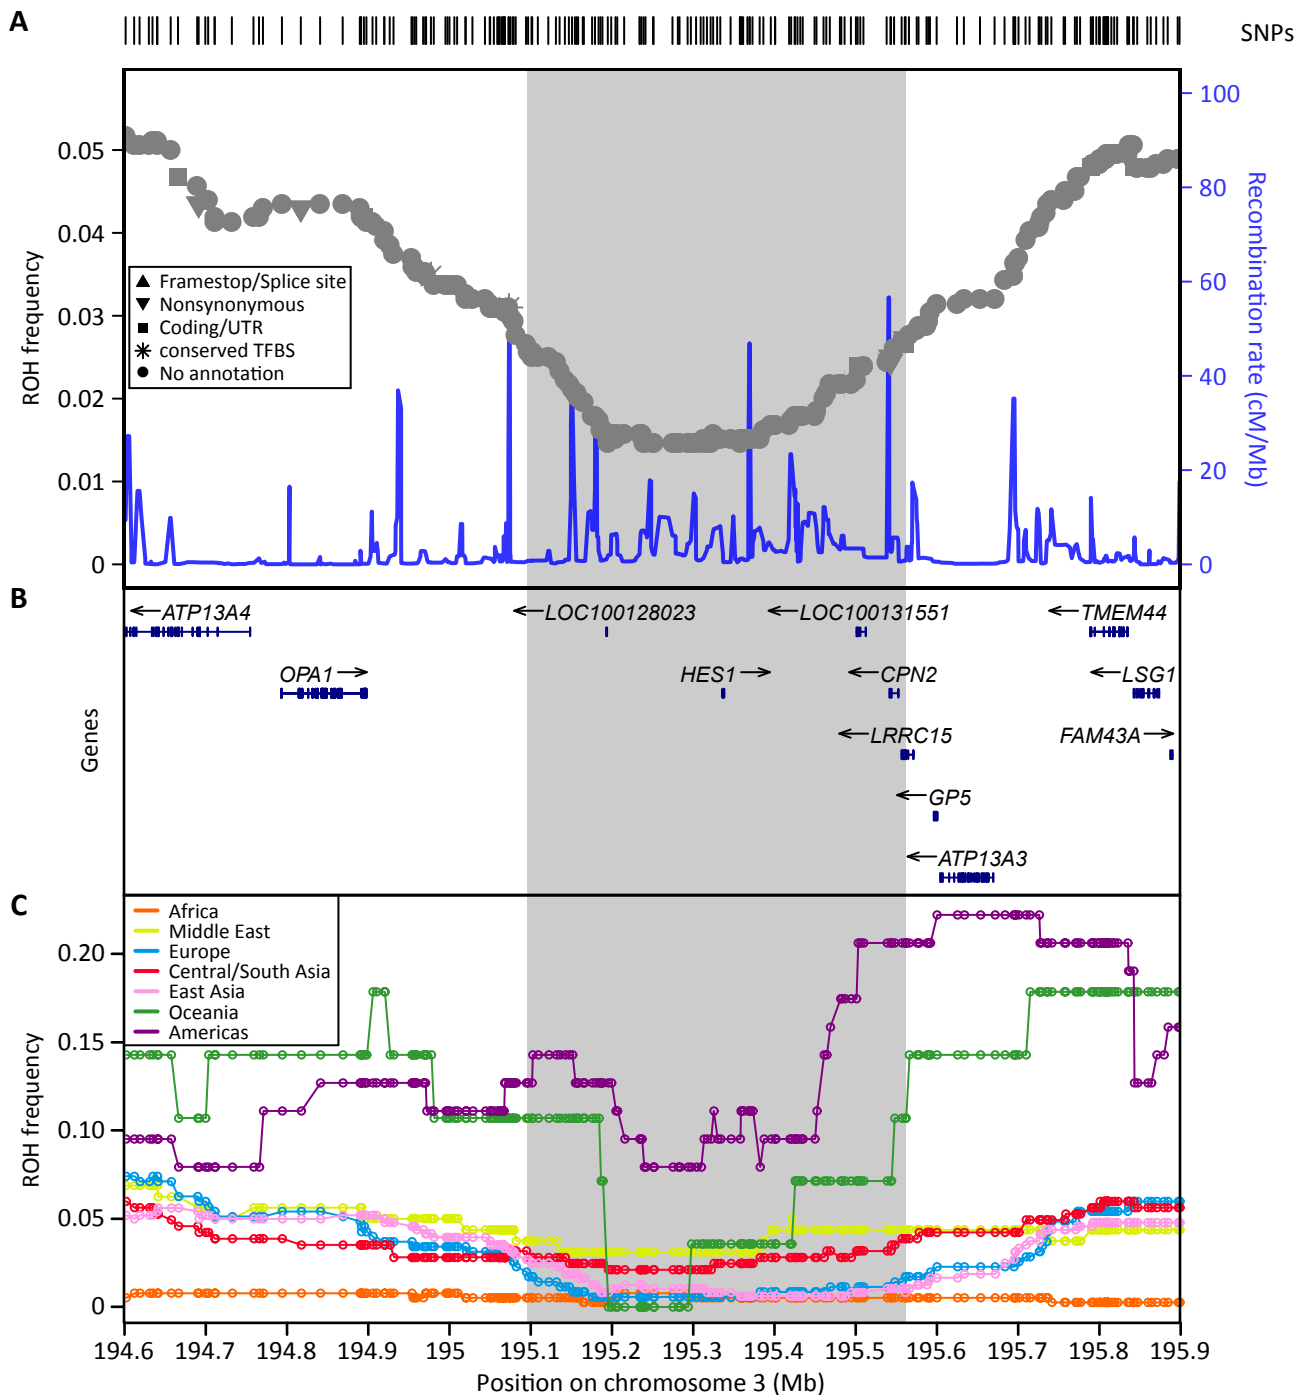 A
SNPs
0.05
0.04
0.03
0.02
0.01
0
ROH frequency
100
80
60
40
20
0
Recombination rate (cM/Mb)
Framestop/Splice site
Nonsynonymous
Coding/UTR
conserved TFBS
No annotation
B
Genes
ATP13A4
LOC100128023
LOC100131551
TMEM44
OPA1
HES1
CPN2
LSG1
LRRC15
FAM43A
GP5
ATP13A3
C
Africa
Middle East
Europe
Central/South Asia
East Asia
Oceania
Americas
0.20
0.15
0.10
0.05
0
ROH frequency
194.6 194.7 194.8 194.9 195 195.1 195.2 195.3 195.4 195.5 195.6 195.7 195.8 195.9
Position on chromosome 3 (Mb)